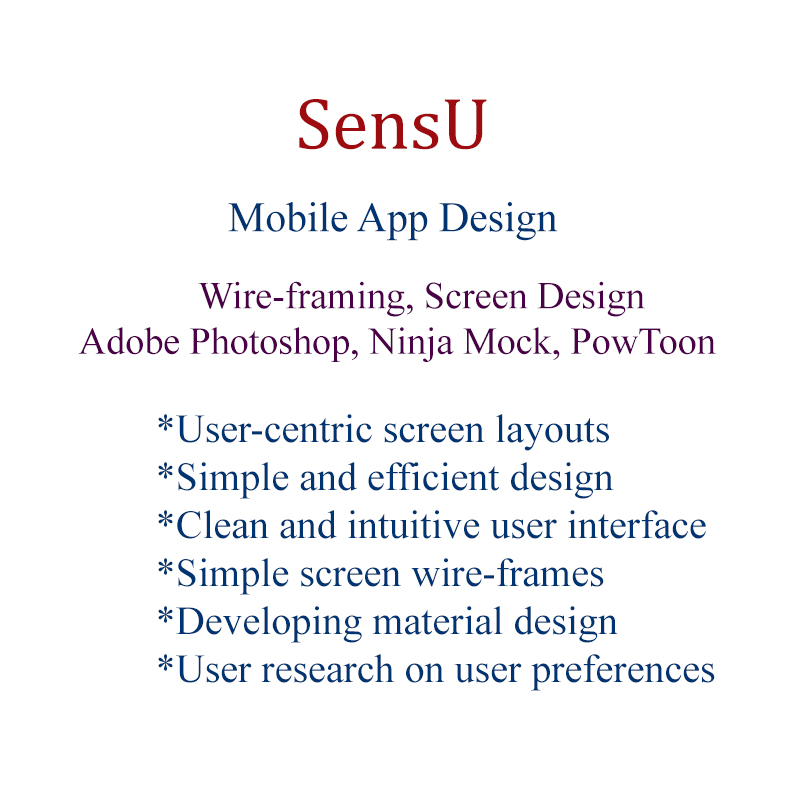 SensU
Mobile App Design
Wire-framing, Screen Design
Adobe Photoshop, Ninja Mock, PowToon
*User-centric screen layouts
*Simple and efficient design
*Clean and intuitive user interface
*Simple screen wire-frames
*Developing material design
*User research on user preferences